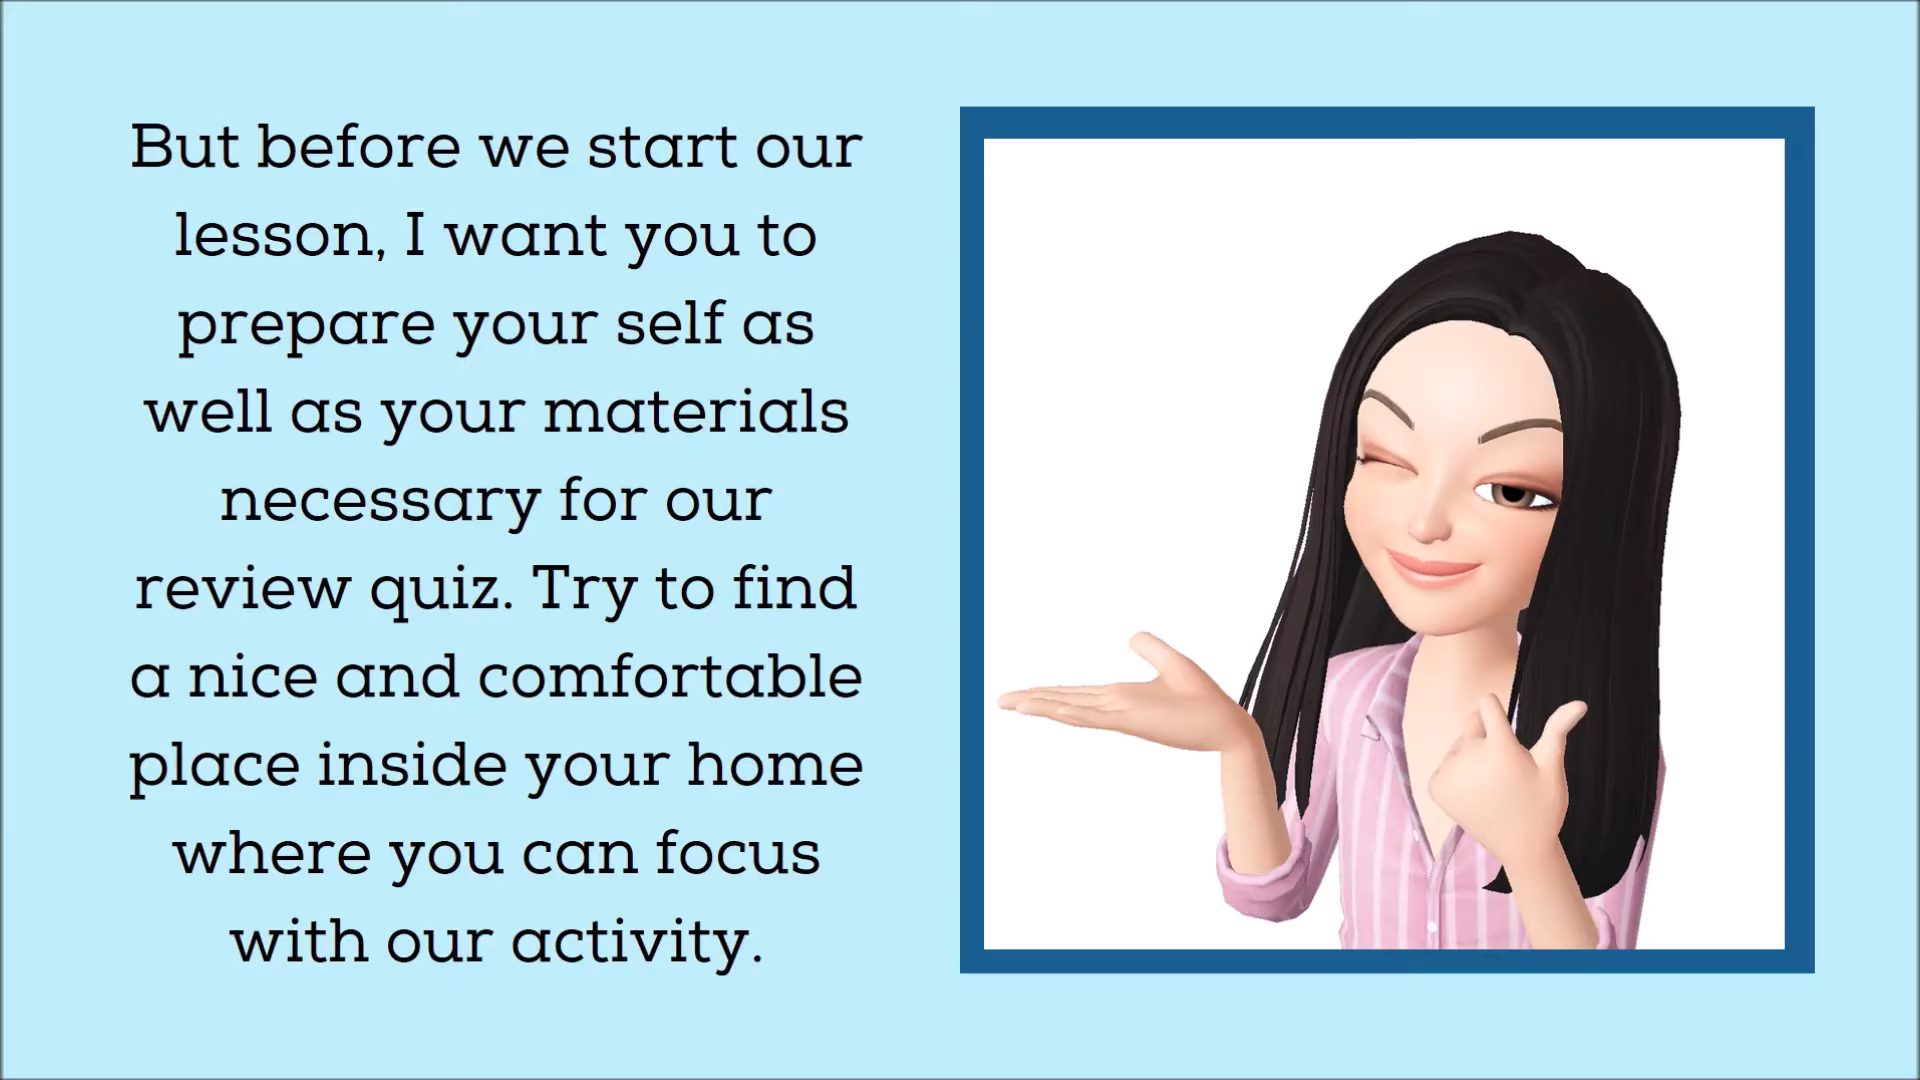 But before we start our
lesson, I want you to
prepare your self as
well as your materials
necessary for our
review quiz. Try to find
a nice and comfortable
place inside your home
where you can focus
with our activity.